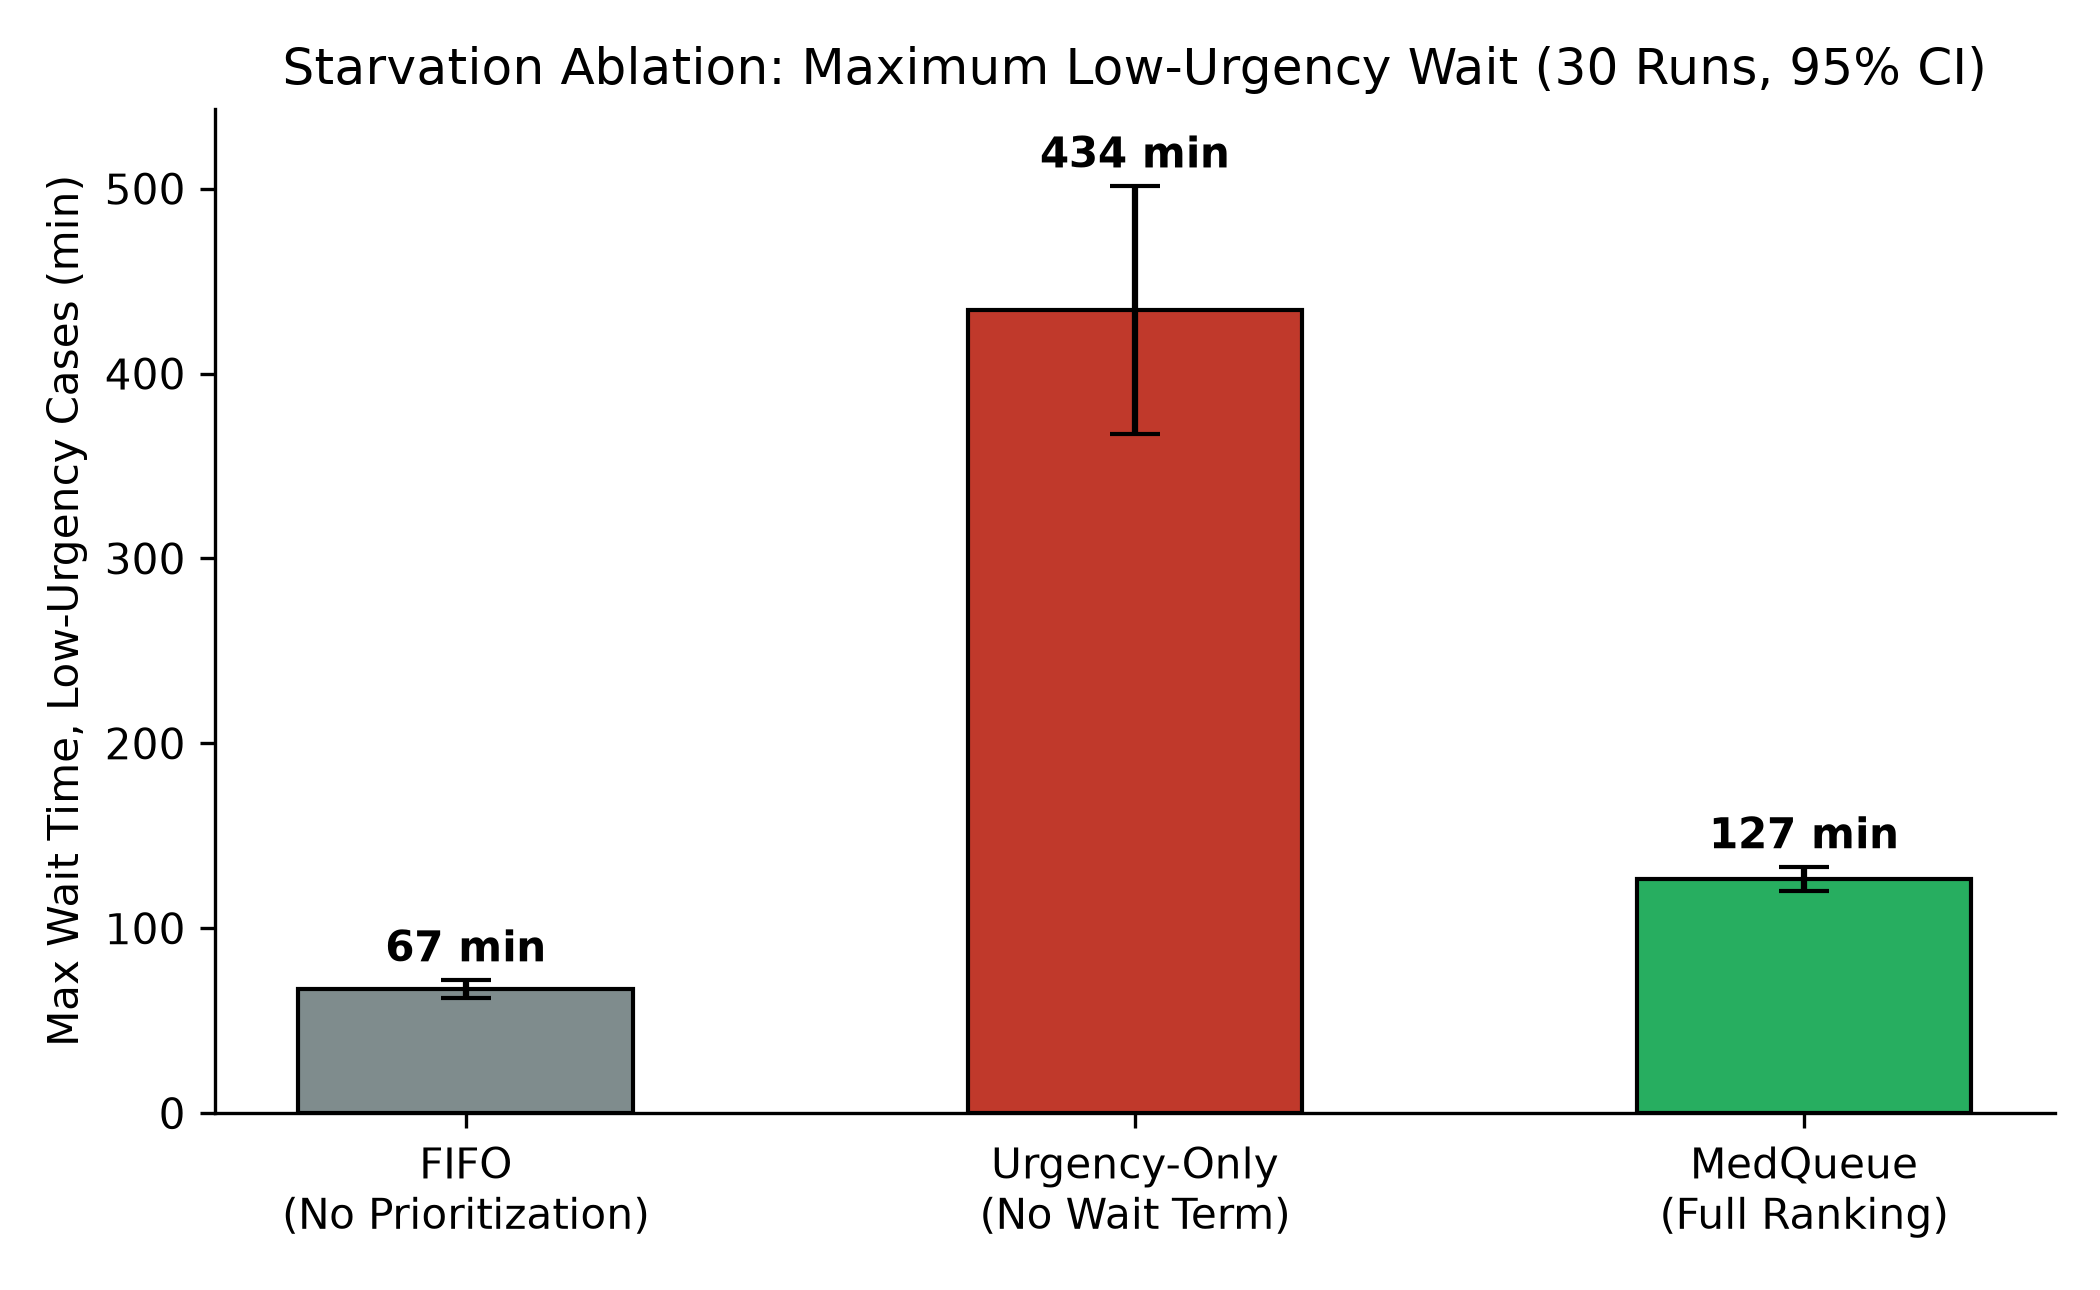 Starvation Ablation: Maximum Low-Urgency Wait (30 Runs, 95% CI)
Max Wait Time, Low-Urgency Cases (min)
500
400
300
200
100
0
434 min
127 min
67 min
FIFO
(No Prioritization)
Urgency-Only
(No Wait Term)
MedQueue
(Full Ranking)